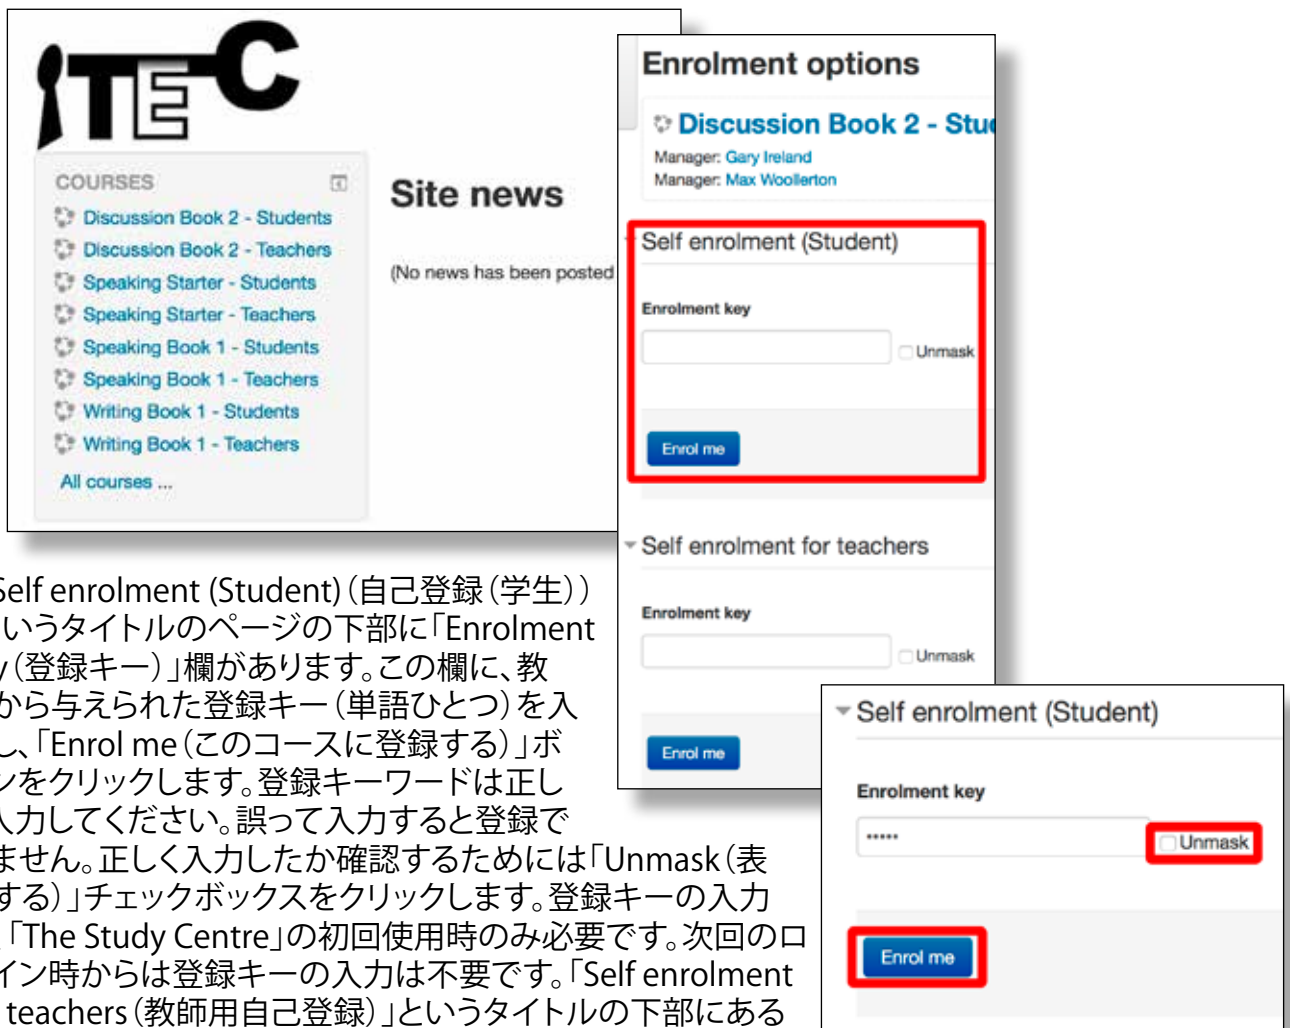 iTEC
COURSES
Discussion Book 2 - Students
Discussion Book 2 - Teachers
Speaking Starter - Students
Speaking Starter - Teachers
Speaking Book 1 - Students
Speaking Book 1 - Teachers
Writing Book 1 - Students
Writing Book 1 - Teachers
All courses ...
Site news
(No news has been posted
Enrolment options
Discussion Book 2 - Stu
Manager: Gary Ireland
Manager: Max Woollerton
Self enrolment (Student)
Enrolment key
Unmask
Enrol me
Self enrolment for teachers
Enrolment key
Unmask
Enrol me
Self enrolment (Student)（自己登録（学生））
いうタイトルのページの下部に「Enrolment
y（登録キー）」欄があります。この欄に、教
から与えられた登録キー（単語ひとつ）を入
し、「Enrol me（このコースに登録する）」ボ
ンをクリックします。登録キーワードは正し
入力してください。誤って入力すると登録で
ません。正しく入力したか確認するためには「Unmask（表
する）」チェックボックスをクリックします。登録キーの入力
「The Study Centre」の初回使用時のみ必要です。次回のロ
イン時からは登録キーの入力は不要です。「Self enrolment
teachers（教師用自己登録）」というタイトルの下部にある
Self enrolment (Student)
Enrolment key
•••••
Unmask
Enrol me